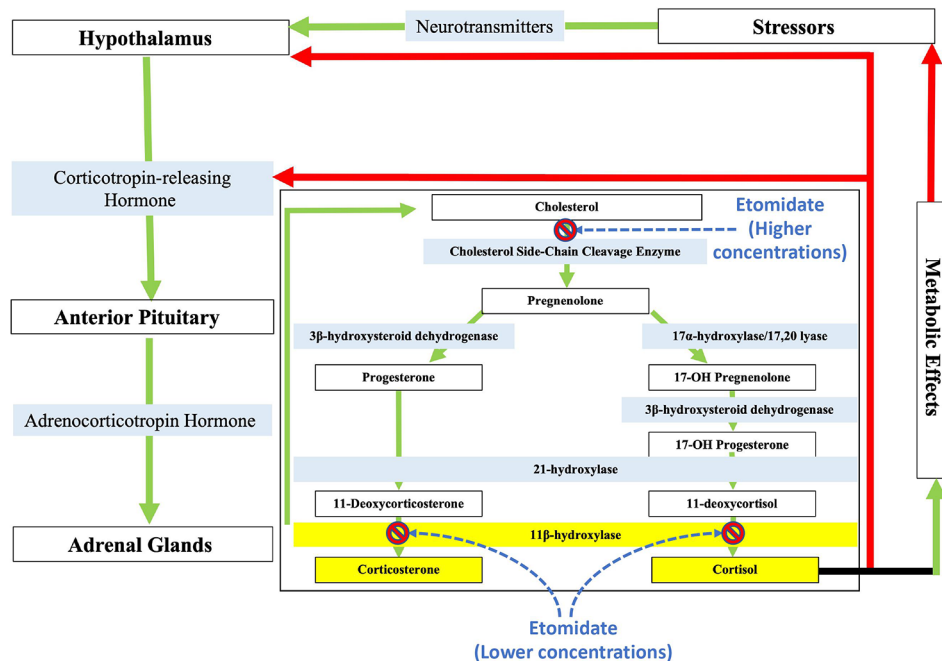 Hypothalamus
Neurotransmitters
Stressors
Corticotropin-releasing
Hormone
Anterior Pituitary
Adrenocorticotropin Hormone
Adrenal Glands
Cholesterol
Etomidate
(Higher
concentrations)
Cholesterol Side-Chain Cleavage Enzyme
Pregnenolone
3β-hydroxysteroid dehydrogenase
17α-hydroxylase/17,20 lyase
Progesterone
17-OH Pregnenolone
3β-hydroxysteroid dehydrogenase
17-OH Progesterone
21-hydroxylase
11-Deoxycorticosterone
11-deoxycortisol
11β-hydroxylase
Corticosterone
Cortisol
Etomidate
(Lower concentrations)
Metabolic Effects